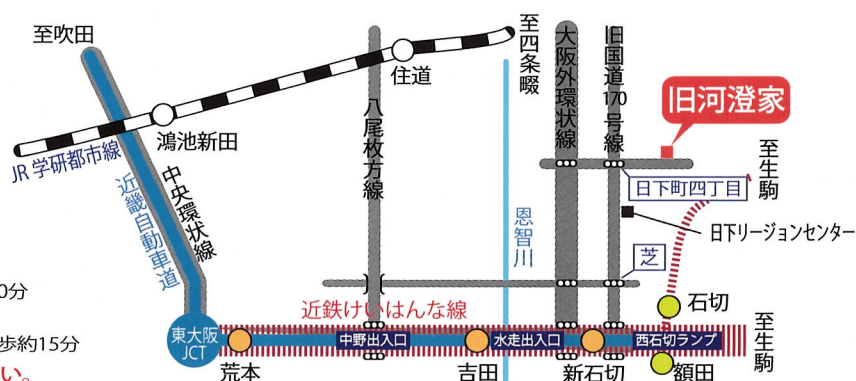 至吹田
至四条畷
大阪外環状線
旧国道170号線
住道
八尾枚方線
旧河澄家
鴻池新田
JR学研都市線
近畿自動車道
中央環状線
至生駒
日下町四丁目
恩智川
日下リージョンセンター
芝
0分
近鉄けいはんな線
石切
歩約15分
東大阪
JCT
中野出入口
水走出入口
西石切ランプ
至生駒
い。
荒本
吉田
新石切
額田